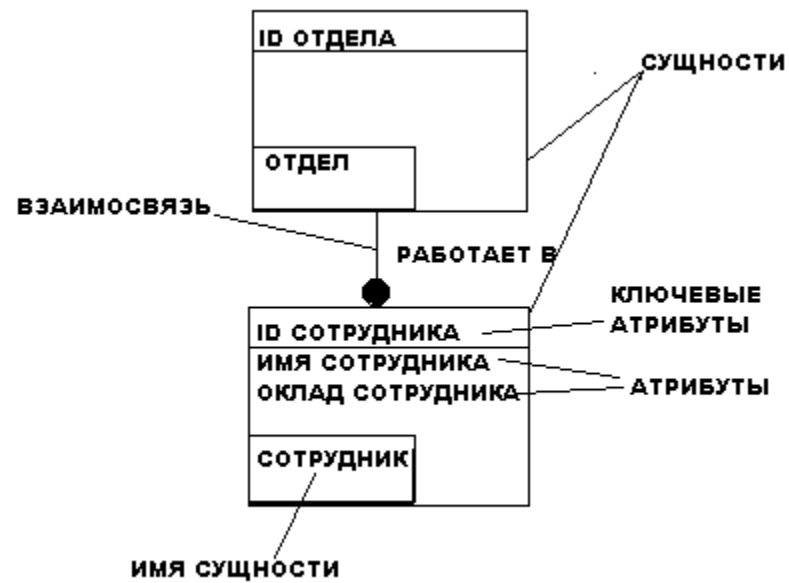 ID ОТДЕЛА
СУЩНОСТИ
ОТДЕЛ
ВЗАИМОСВЯЗЬ
РАБОТАЕТ В
КЛЮЧЕВЫЕ
АТРИБУТЫ
ID СОТРУДНИКА
ИМЯ СОТРУДНИКА
ОКЛАД СОТРУДНИКА
АТРИБУТЫ
СОТРУДНИК
ИМЯ СУЩНОСТИ